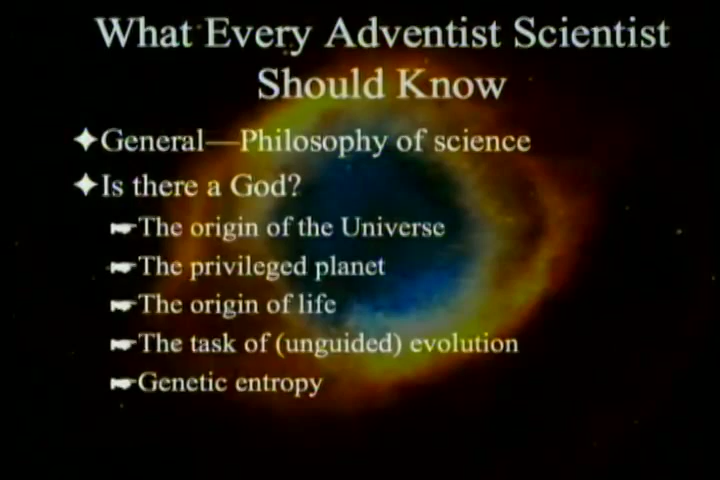 What Every Adventist Scientist
Should Know
General—Philosophy of science
Is there a God?
The origin of the Universe
The privileged planet
The origin of life
The task of (unguided) evolution
Genetic entropy